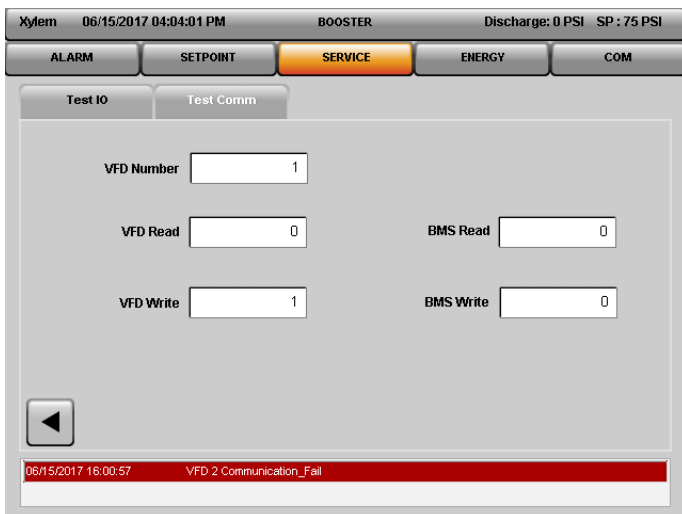 Xylem 06/15/2017 04:04:01 PM BOOSTER Discharge: 0 PSI SP : 75 PSI
ALARM SETPOINT SERVICE ENERGY COM
Test IO Test Comm
VFD Number 1
VFD Read 0 BMS Read 0
VFD Write 1 BMS Write 0
06/15/2017 16:00:57 VFD 2 Communication_Fail